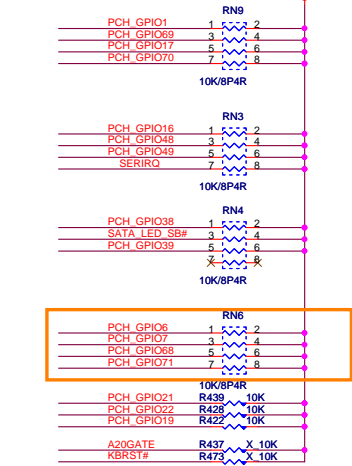 RN9
PCH_GPIO1 1 2
PCH_GPIO69 3 4
PCH_GPIO17 5 6
PCH_GPIO70 7 8
10K/8P4R
RN3
PCH_GPIO16 1 2
PCH_GPIO48 3 4
PCH_GPIO49 5 6
SERIRQ 7 8
10K/8P4R
RN4
PCH_GPIO38 1 2
SATA_LED_SB# 3 4
PCH_GPIO39 5 6
7 8
10K/8P4R
RN6
PCH_GPIO6 1 2
PCH_GPIO7 3 4
PCH_GPIO68 5 6
PCH_GPIO71 7 8
10K/8P4R
PCH_GPIO21 R439 10K
PCH_GPIO22 R428 10K
PCH_GPIO19 R422 10K
A20GATE R437 X_10K
KBRST# R473 X_10K